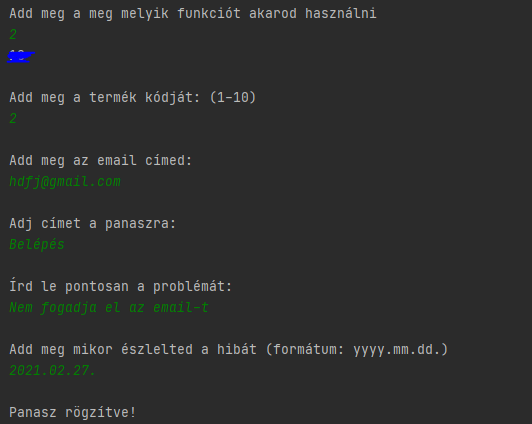 Add meg a meg melyik funkciót akarod használni
2
Add meg a termék kódját: (1-10)
2
Add meg az email címed:
hdfj@gmail.com
Adj címet a panaszra:
Belépés
Írd le pontosan a problémát:
Nem fogadja el az email-t
Add meg mikor észlelted a hibát (formátum: yyyy.mm.dd.)
2021.02.27.
Panasz rögzítve!